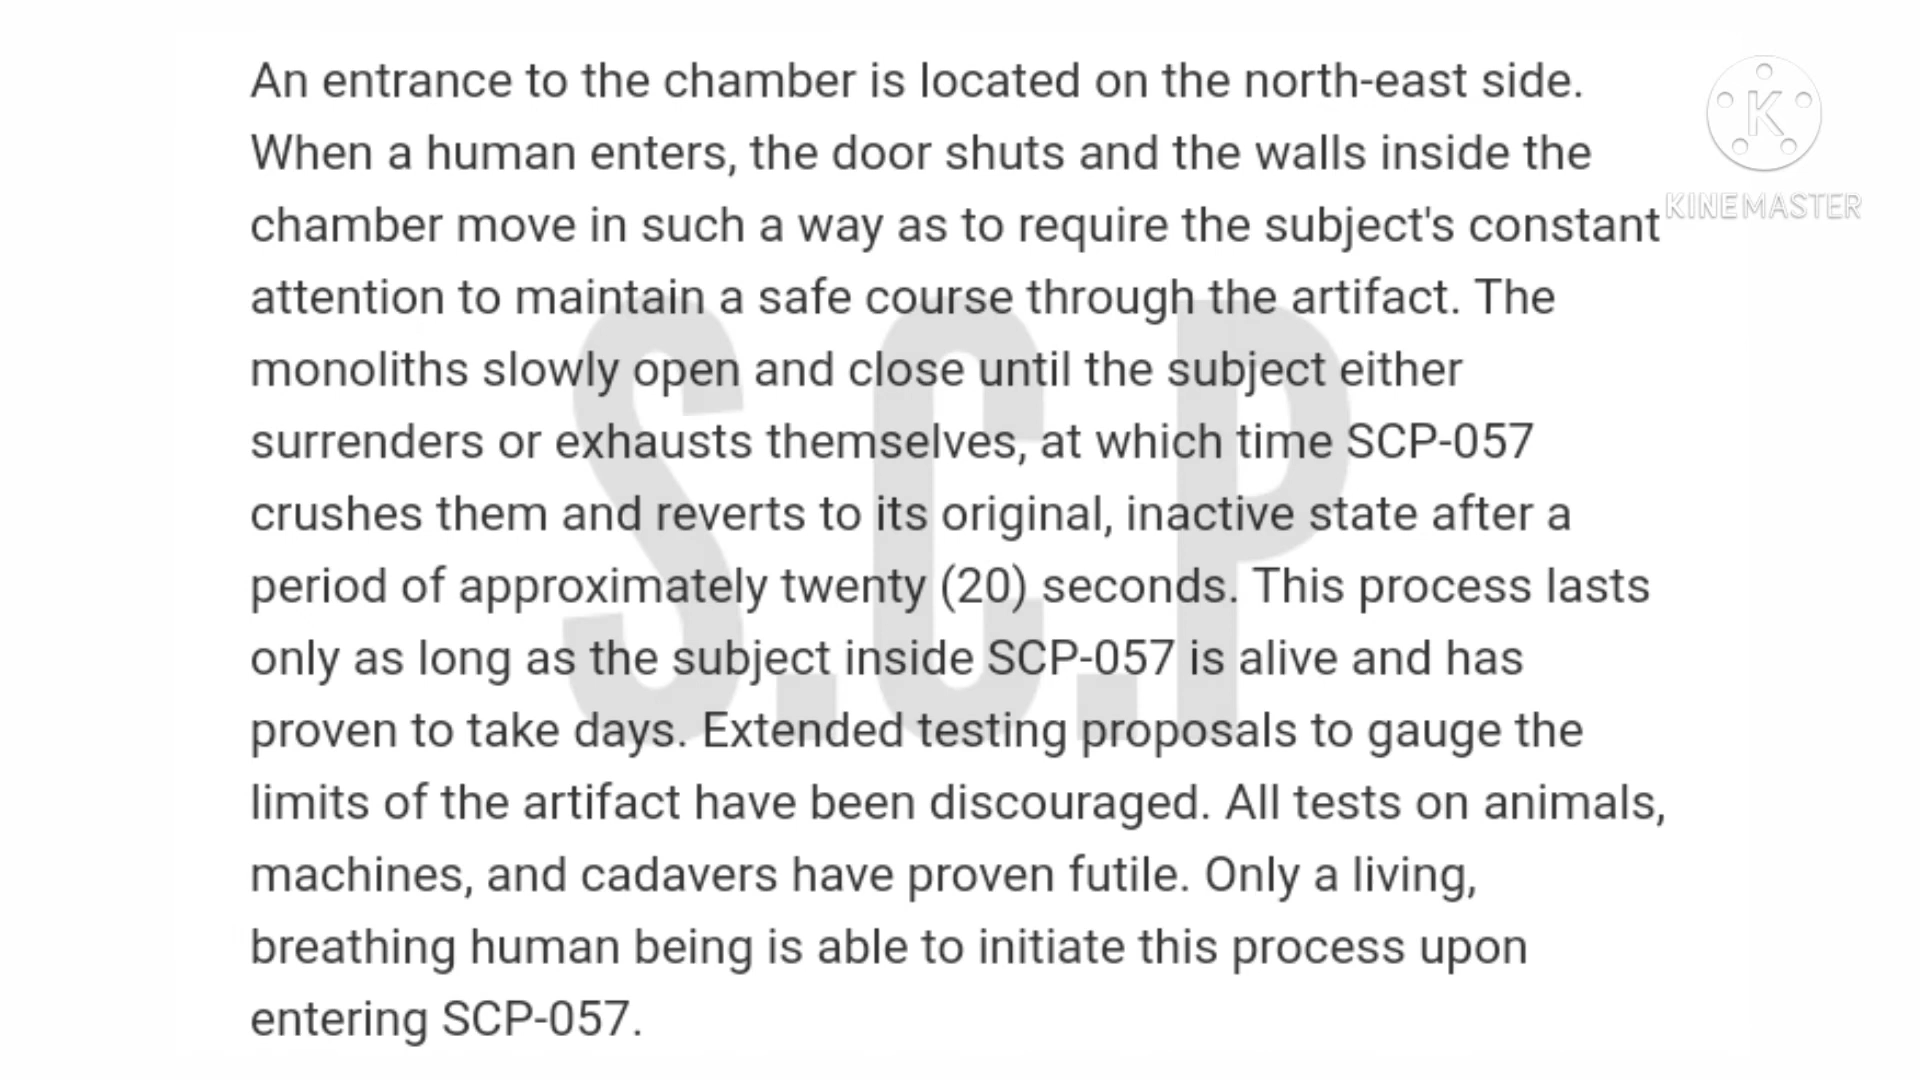 An entrance to the chamber is located on the north-east side.
When a human enters, the door shuts and the walls inside the
chamber move in such a way as to require the subject's constant
attention to maintain a safe course through the artifact. The
monoliths slowly open and close until the subject either
surrenders or exhausts themselves, at which time SCP-057
crushes them and reverts to its original, inactive state after a
period of approximately twenty (20) seconds. This process lasts
only as long as the subject inside SCP-057 is alive and has
proven to take days. Extended testing proposals to gauge the
limits of the artifact have been discouraged. All tests on animals,
machines, and cadavers have proven futile. Only a living,
breathing human being is able to initiate this process upon
entering SCP-057.
S.C.P
K
KINEMASTER